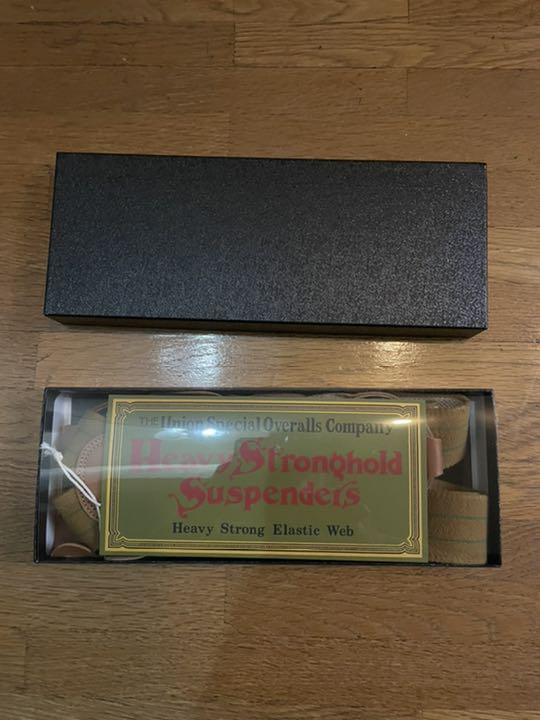 THE Union Special Overalls Company
Heavy Stronghold
Suspenders
Heavy Strong Elastic Web